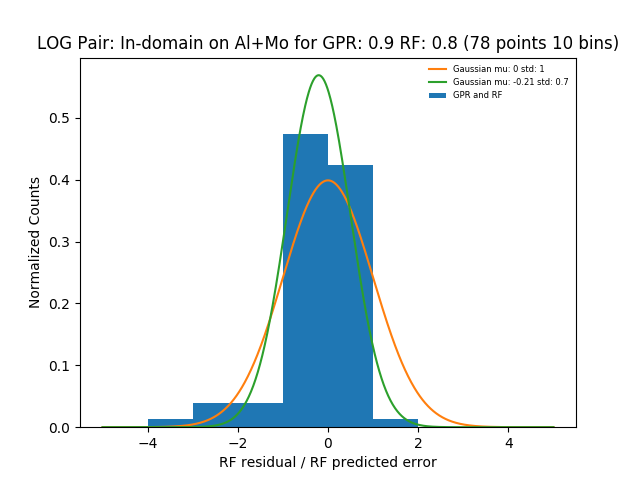 LOG Pair: In-domain on Al+Mo for GPR: 0.9 RF: 0.8 (78 points 10 bins)
Gaussian mu: 0 std: 1
Gaussian mu: -0.21 std: 0.7
GPR and RF
Normalized Counts
0.5
0.4
0.3
0.2
0.1
0.0
−4 −2 0 2 4
RF residual / RF predicted error